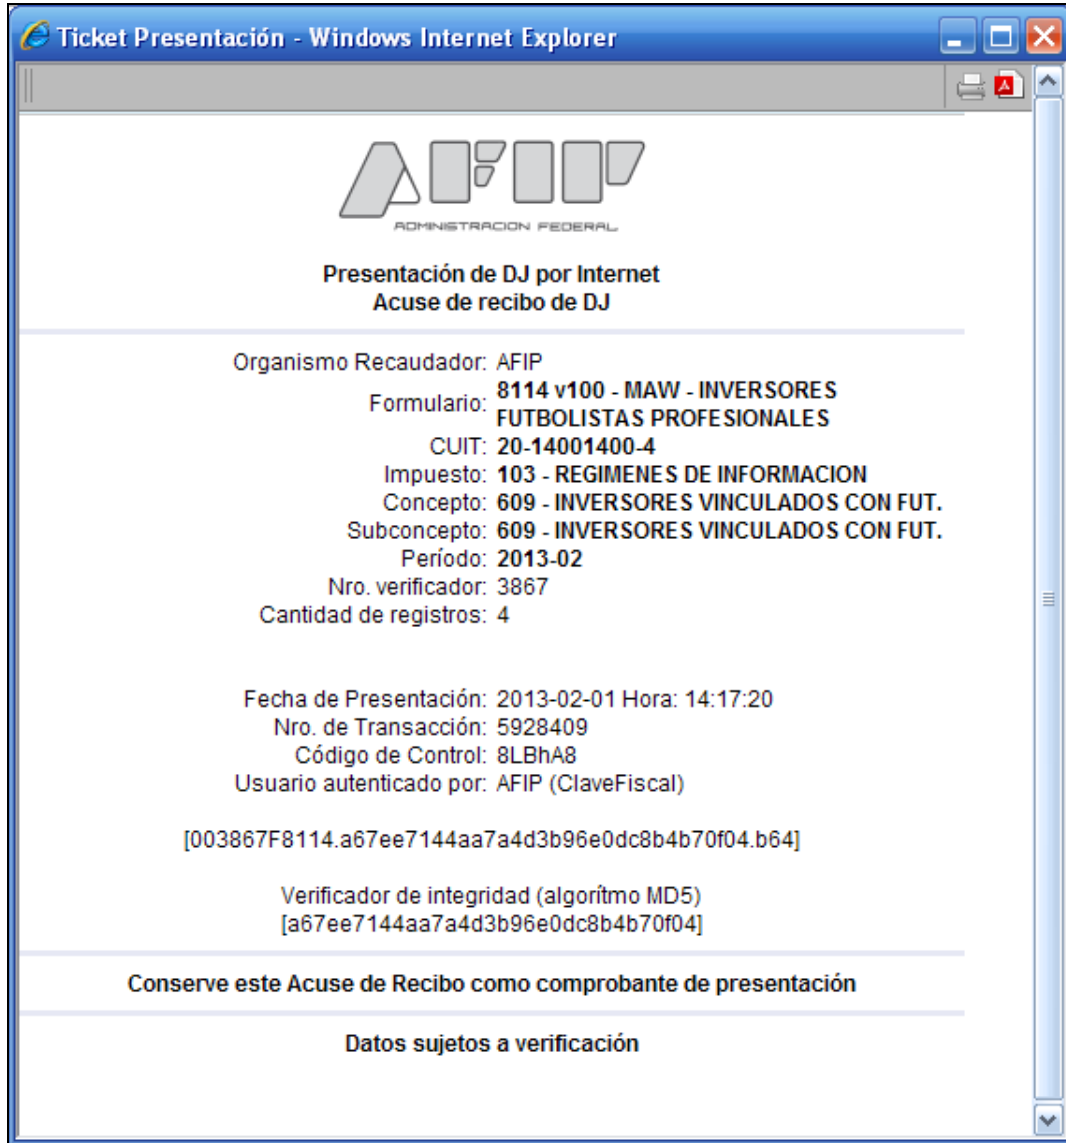 Ticket Presentación - Windows Internet Explorer
AFIP
ADMINISTRACION FEDERAL
Presentación de DJ por Internet
Acuse de recibo de DJ
Organismo Recaudador: AFIP
Formulario: 8114 v100 - MAW - INVERSORES
FUTBOLISTAS PROFESIONALES
CUIT: 20-14001400-4
Impuesto: 103 - REGIMENES DE INFORMACION
Concepto: 609 - INVERSORES VINCULADOS CON FUT.
Subconcepto: 609 - INVERSORES VINCULADOS CON FUT.
Período: 2013-02
Nro. verificador: 3867
Cantidad de registros: 4
Fecha de Presentación: 2013-02-01 Hora: 14:17:20
Nro. de Transacción: 5928409
Código de Control: 8LBhA8
Usuario autenticado por: AFIP (ClaveFiscal)
[003867F8114.a67ee7144aa7a4d3b96e0dc8b4b70f04.b64]
Verificador de integridad (algorítmo MD5)
[a67ee7144aa7a4d3b96e0dc8b4b70f04]
Conserve este Acuse de Recibo como comprobante de presentación
Datos sujetos a verificación